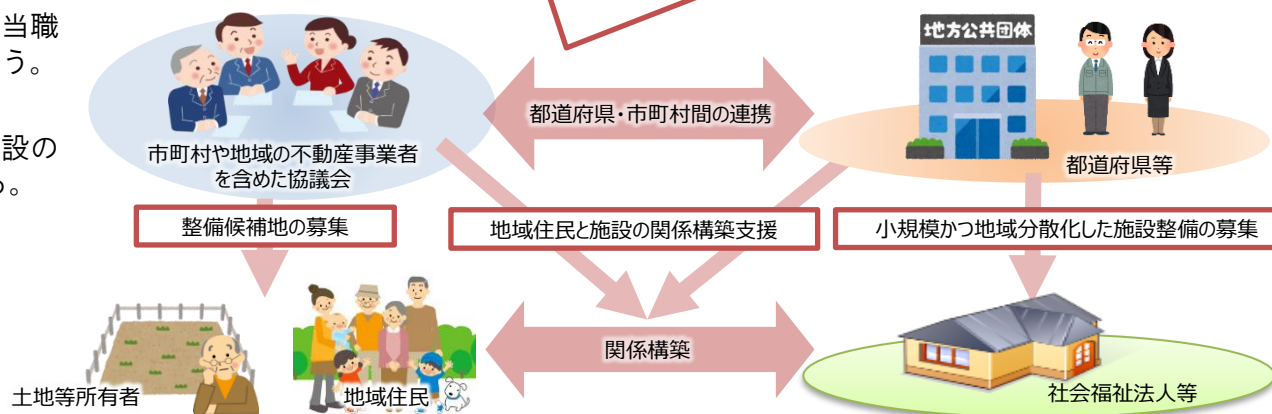 当職
う。
設の
る。
地方公共団体
都道府県・市町村間の連携
市町村や地域の不動産事業者
を含めた協議会
都道府県等
整備候補地の募集
地域住民と施設の関係構築支援
小規模かつ地域分散化した施設整備の募集
関係構築
土地等所有者
地域住民
社会福祉法人等